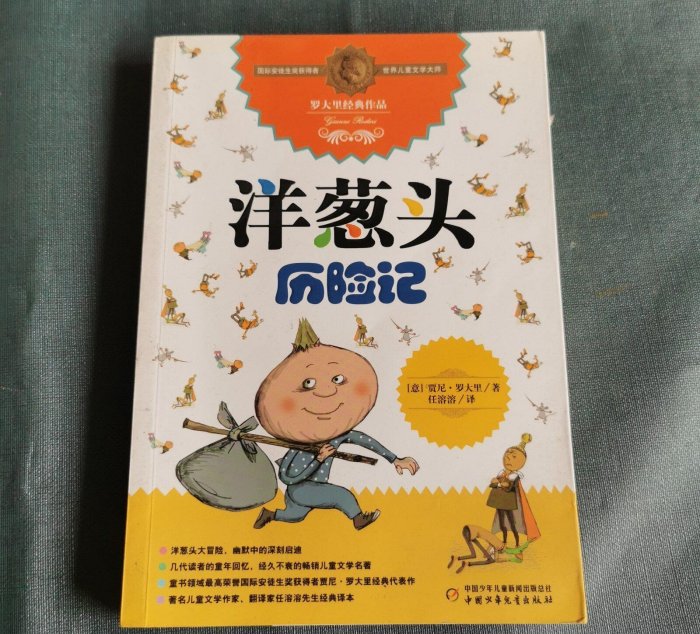 国际安徒生奖获得者 世界儿童文学大师
罗大里经典作品
Gianni Rodari
洋葱头
历险记
[意] 贾尼·罗大里/著
任溶溶/译
洋葱头大冒险，幽默中的深刻启迪
几代读者的童年回忆，经久不衰的畅销儿童文学名著
童书领域最高荣誉国际安徒生奖获得者贾尼·罗大里经典代表作
著名儿童文学作家、翻译家任溶溶先生经典译本
中国少年儿童新闻出版总社
中国少年儿童出版社